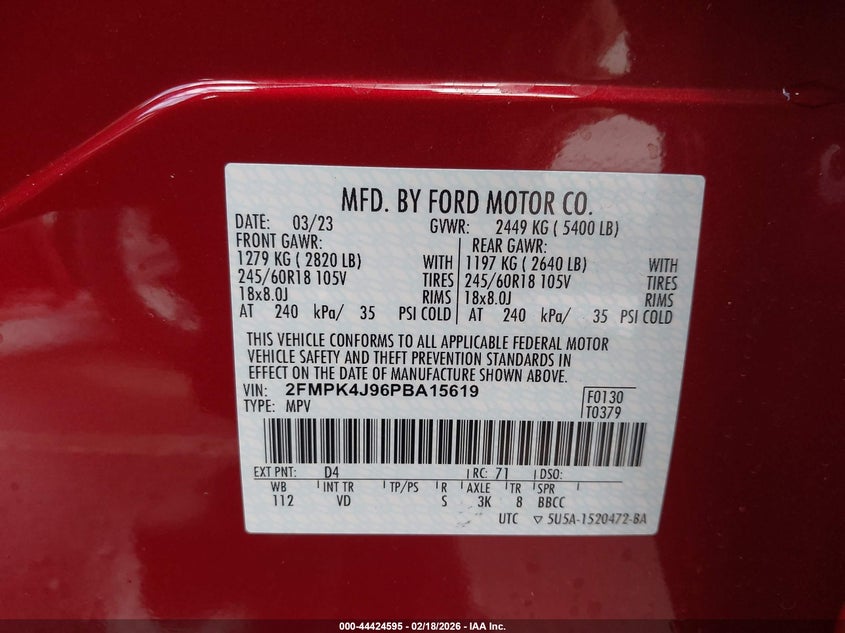 MFD. BY FORD MOTOR CO.
DATE: 03/23 GVWR: 2449 KG ( 5400 LB)
FRONT GAWR: REAR GAWR:
1279 KG ( 2820 LB) WITH 1197 KG ( 2640 LB) WITH
245/60R18 105V TIRES 245/60R18 105V TIRES
18x8.0J RIMS 18x8.0J RIMS
AT 240 kPa/ 35 PSI COLD AT 240 kPa/ 35 PSI COLD
THIS VEHICLE CONFORMS TO ALL APPLICABLE FEDERAL MOTOR
VEHICLE SAFETY AND THEFT PREVENTION STANDARDS IN
EFFECT ON THE DATE OF MANUFACTURE SHOWN ABOVE.
VIN: 2FMPK4J96PBA15619 F0130
TYPE: MPV T0379
EXT PNT: D4 RC: 71 DSO:
WB INT TR TP/PS R AXLE TR SPR
112 VD S 3K 8 BBCC
UTC ▽ 5U5A-1520472-BA
000-44424595 - 02/18/2026 - IAA Inc.